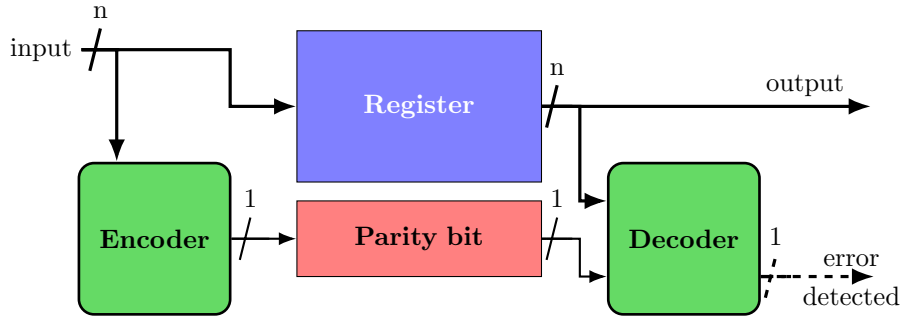 n
input
Register
n
output
Encoder
1
Parity bit
1
Decoder
1
error
detected